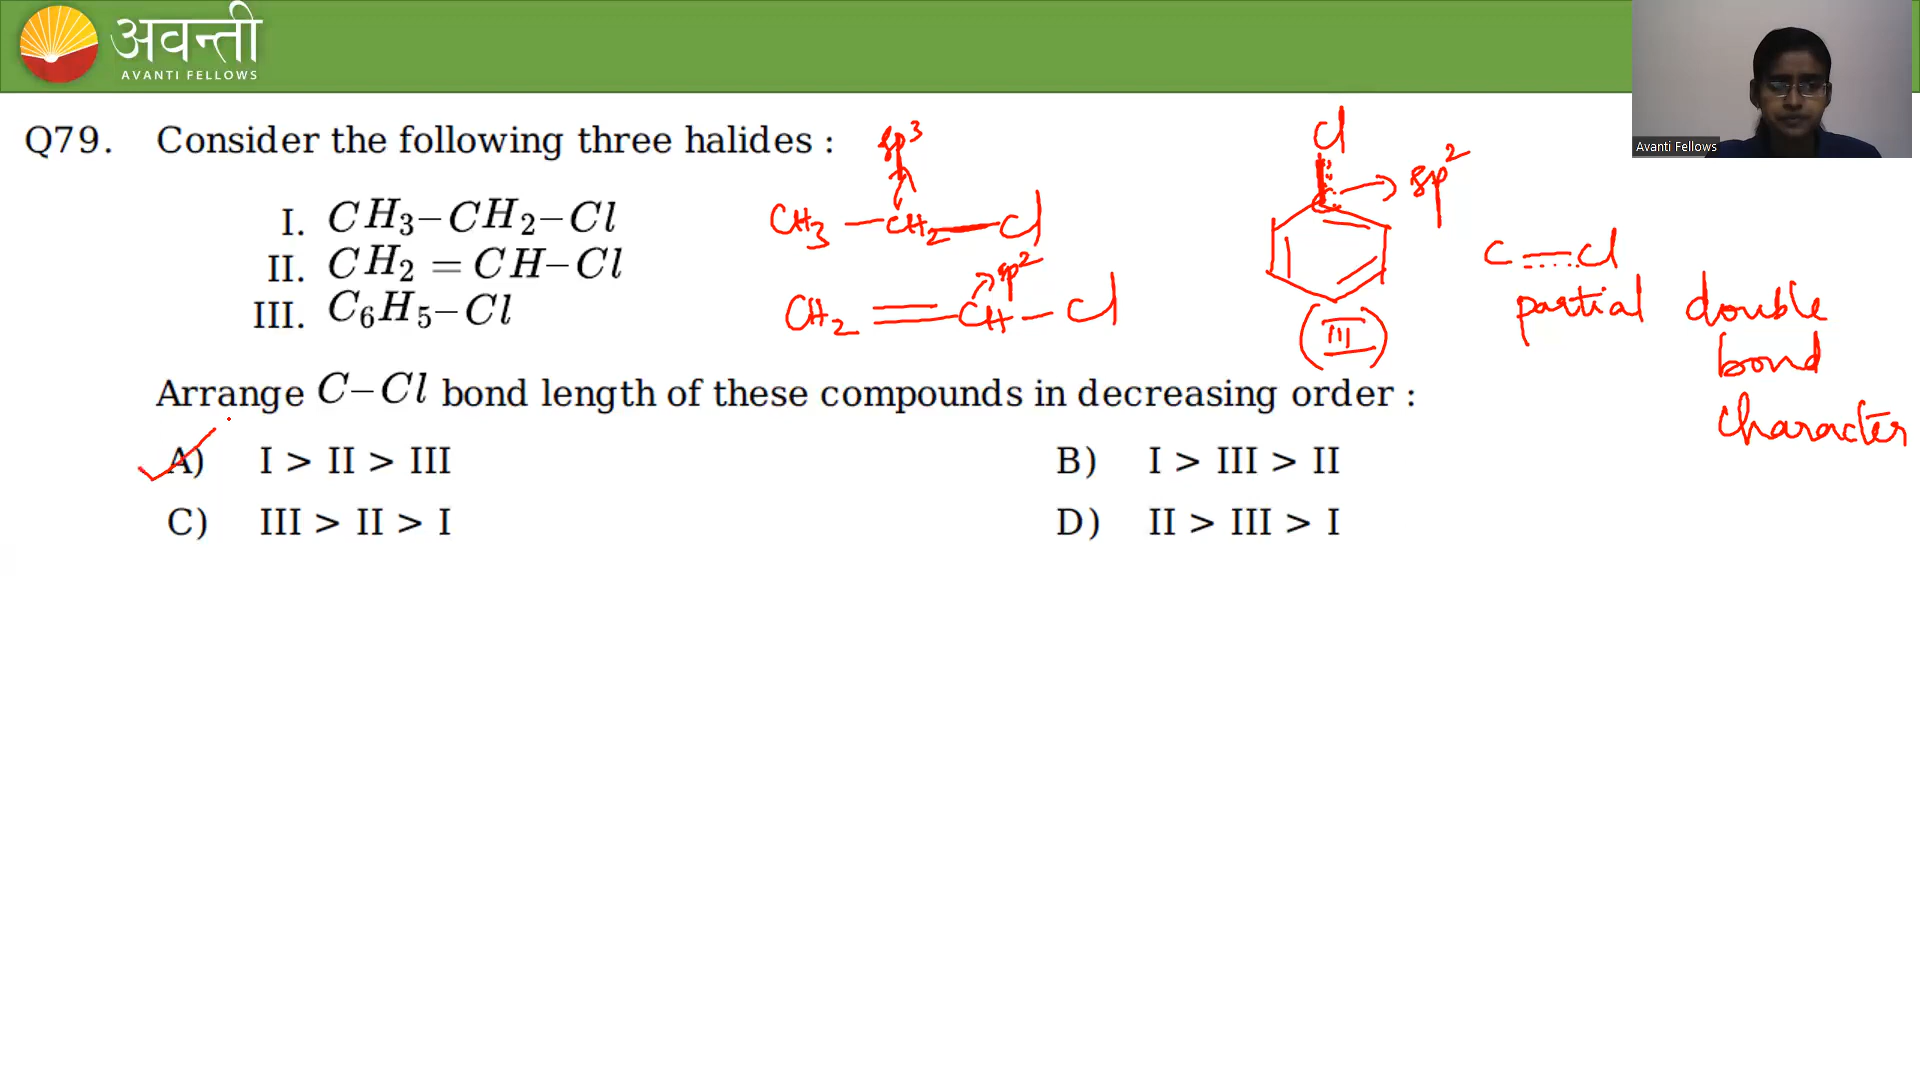 अवन्ती
AVANTI FELLOWS
Avanti Fellows
Q79. Consider the following three halides :
I. CH₃−CH₂−Cl
II. CH₂ = CH−Cl
III. C₆H₅−Cl
Arrange C−Cl bond length of these compounds in decreasing order :
A) I > II > III
B) I > III > II
C) III > II > I
D) II > III > I
sp³
CH₃ — CH₂ — Cl
sp²
CH₂ = CH — Cl
Cl
C → sp²
(III)
C = Cl
partial double
bond
character